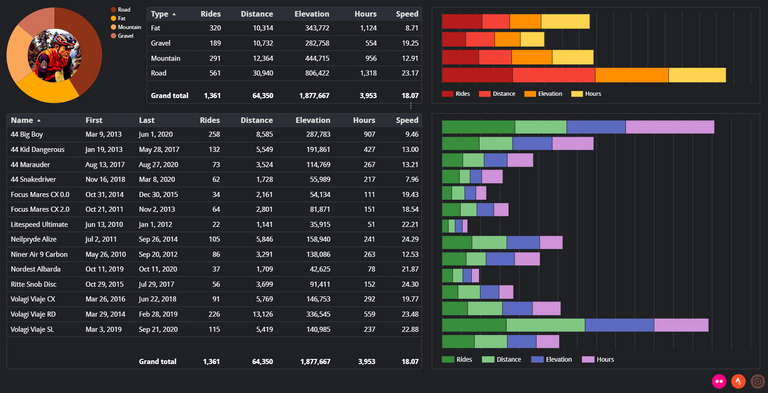 Road
Fat
Mountain
Gravel
Type Rides Distance Elevation Hours Speed
Fat 320 10,314 343,772 1,124 8.71
Gravel 189 10,732 282,758 554 19.25
Mountain 291 12,364 444,715 956 12.91
Road 561 30,940 806,422 1,318 23.17
Grand total 1,361 64,350 1,877,667 3,953 18.07
Rides Distance Elevation Hours
Name First Last Rides Distance Elevation Hours Speed
44 Big Boy Mar 9, 2013 Jun 1, 2020 258 8,585 287,783 907 9.46
44 Kid Dangerous Jan 19, 2013 May 28, 2017 132 5,549 191,861 427 13.00
44 Marauder Aug 13, 2017 Aug 27, 2020 73 3,524 114,769 267 13.21
44 Snakedriver Nov 16, 2018 Mar 8, 2020 62 1,728 55,989 217 7.96
Focus Mares CX 0.0 Oct 31, 2014 Dec 30, 2015 34 2,161 54,134 111 19.43
Focus Mares CX 2.0 Oct 21, 2011 Nov 2, 2013 64 2,801 81,871 151 18.54
Litespeed Ultimate Jun 13, 2010 Jan 1, 2012 22 1,141 35,915 51 22.21
Neilpryde Alize Jul 2, 2011 Sep 26, 2014 105 5,846 158,940 241 24.29
Niner Air 9 Carbon May 26, 2010 Sep 20, 2012 86 3,291 138,086 263 12.53
Nordest Albarda Oct 11, 2019 Oct 11, 2020 37 1,709 42,625 78 21.87
Ritte Snob Disc Oct 29, 2015 Jul 29, 2017 56 3,699 91,411 152 24.30
Volagi Viaje CX Mar 26, 2016 Jun 22, 2018 91 5,769 146,753 292 19.77
Volagi Viaje RD Mar 29, 2014 Feb 28, 2019 226 13,126 336,545 559 23.48
Volagi Viaje SL Mar 3, 2019 Sep 21, 2020 115 5,419 140,985 237 22.88
Grand total 1,361 64,350 1,877,667 3,953 18.07
Rides Distance Elevation Hours